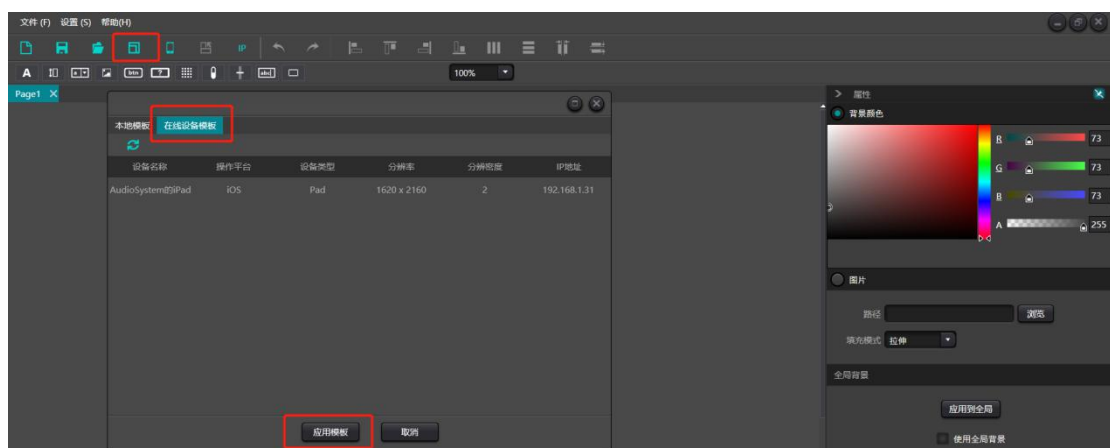 文件 (F) 设置 (S) 帮助(H)
IP
A btn ? abc 100%
Page1
本地模板 在线设备模板
设备名称 操作平台 设备类型 分辨率 分辨密度 IP地址
AudioSystem的iPad iOS Pad 1620 x 2160 2 192.168.1.31
应用模板 取消
> 属性
背景颜色
R 73
G 73
B 73
A 255
图片
路径 浏览
填充模式 拉伸
全局背景
应用到全局
使用全局背景